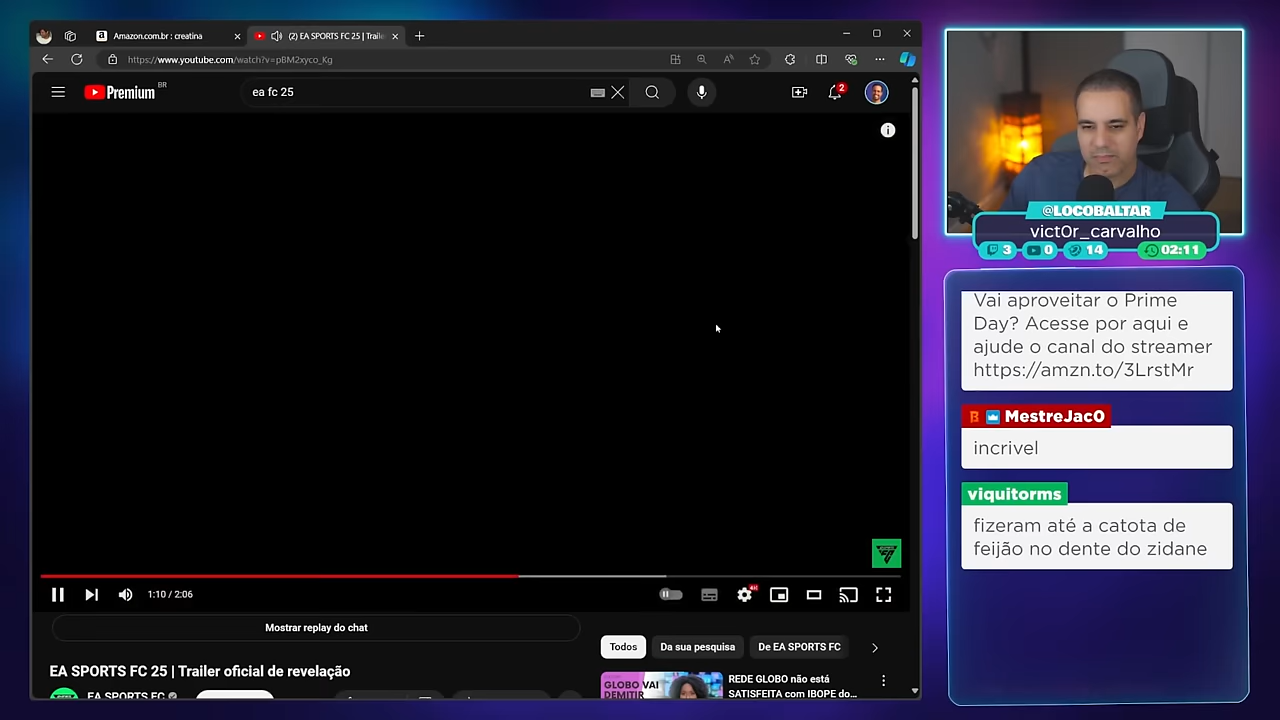 Amazon.com.br : creatina
(2) EA SPORTS FC 25 | Traile
https://www.youtube.com/watch?v=pBM2xyco_Kg
Premium BR
ea fc 25
2
1:10 / 2:06
Mostrar replay do chat
EA SPORTS FC 25 | Trailer oficial de revelação
EA SPORTS FC
Todos
Da sua pesquisa
De EA SPORTS FC
GLOBO VAI
DEMITIR
REDE GLOBO não está
SATISFEITA com IBOPE do…
@LOCOBALTAR
vict0r_carvalho
3
0
14
02:11
Vai aproveitar o Prime
Day? Acesse por aqui e
ajude o canal do streamer
https://amzn.to/3LrstMr
MestreJac0
incrivel
viquitorms
fizeram até a catota de
feijão no dente do zidane